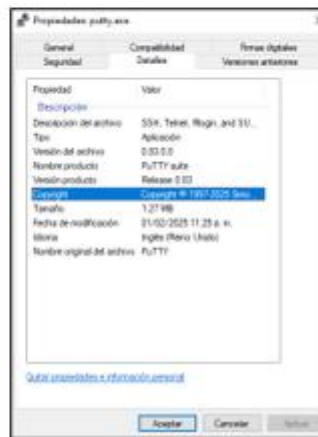 Propiedades: putty.exe
General Compatibilidad Firmas digitales
Seguridad Detalles Versiones anteriores
Propiedad Valor
Descripción
Descripción del archivo SSH, Telnet, Rlogin, and SU...
Tipo Aplicación
Versión del archivo 0.83.0.0
Nombre producto PuTTY suite
Versión producto Release 0.83
Copyright Copyright © 1997-2025 Simo...
Tamaño 1.27 MB
Fecha de modificación 01/02/2025 11:25 a. m.
Idioma Inglés (Reino Unido)
Nombre original del archivo PuTTY
Quitar propiedades e información personal
Aceptar Cancelar Aplicar